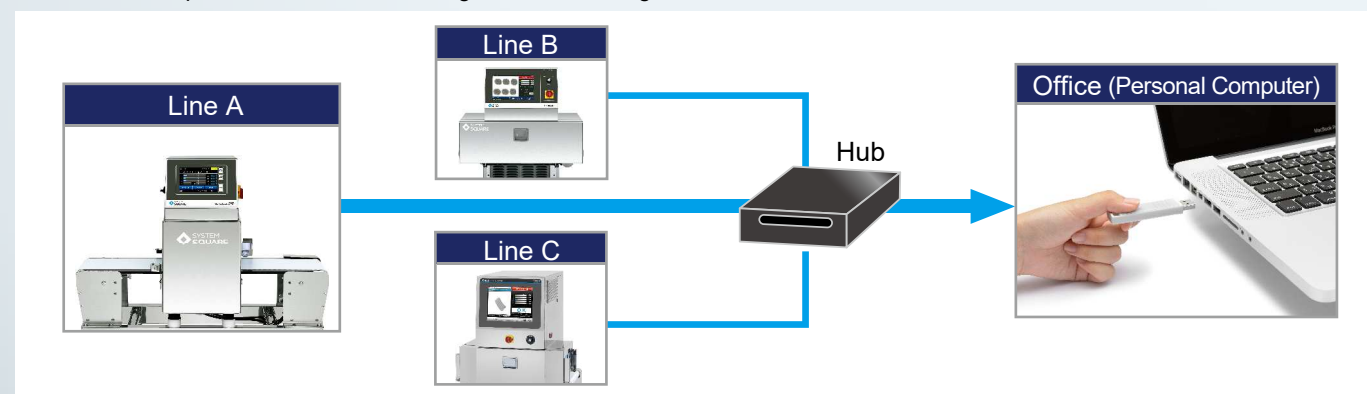 Line B
Office (Personal Computer)
Line A
Hub
SYSTEM
SQUARE
Line C